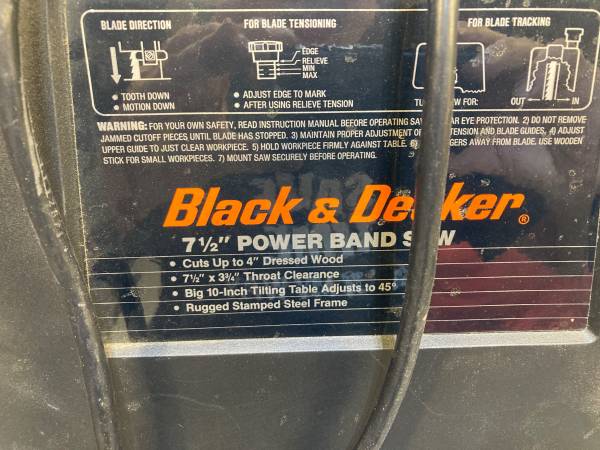 BLADE DIRECTION
FOR BLADE TENSIONING
FOR BLADE TRACKING
EDGE
RELIEVE
MIN
MAX
• TOOTH DOWN
• MOTION DOWN
• ADJUST EDGE TO MARK
• AFTER USING RELIEVE TENSION
FOR:
OUT
IN
WARNING: FOR YOUR OWN SAFETY, READ INSTRUCTION MANUAL BEFORE OPERATING EYE PROTECTION. 2) DO NOT REMOVE
JAMMED CUTOFF PIECES UNTIL BLADE HAS STOPPED. 3) MAINTAIN PROPER ADJUSTMENT TENSION AND BLADE GUIDES, 4) ADJUST
UPPER GUIDE TO JUST CLEAR WORKPIECE. 5) HOLD WORKPIECE FIRMLY AGAINST TABLE. AWAY FROM BLADE. USE WOODEN
STICK FOR SMALL WORKPIECES. 7) MOUNT SAW SECURELY BEFORE OPERATING.
Black & Decker®
7½" POWER BAND SAW
• Cuts Up to 4" Dressed Wood
• 7½" x 3¾" Throat Clearance
• Big 10-Inch Tilting Table Adjusts to 45°
• Rugged Stamped Steel Frame